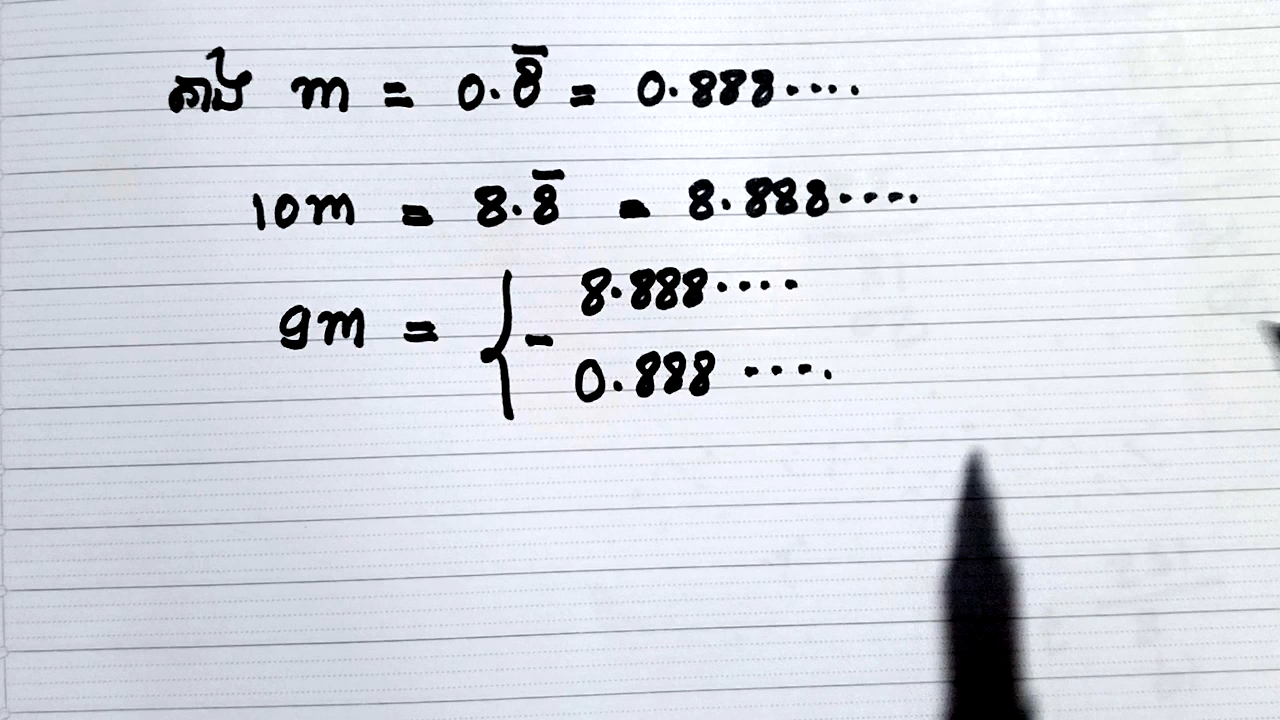 តាង m = 0.8̅ = 0.888....
10m = 8.8̅ = 8.888....
9m = { - 8.888....
0.888 ....